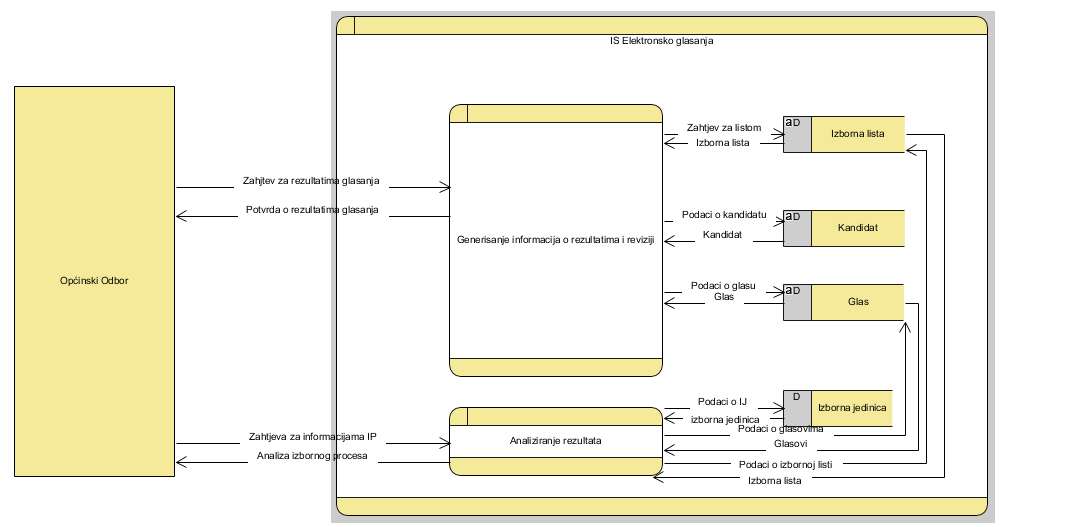 IS Elektronsko glasanja
Općinski Odbor
Zahjtev za rezultatima glasanja
Potvrda o rezultatima glasanja
Zahtjeva za informacijama IP
Analiza izbornog procesa
Generisanje informacija o rezultatima i reviziji
Analiziranje rezultata
Zahtjev za listom
Izborna lista
aD
Izborna lista
Podaci o kandidatu
Kandidat
aD
Kandidat
Podaci o glasu
Glas
aD
Glas
Podaci o IJ
izborna jedinica
D
Izborna jedinica
Podaci o glasovima
Glasovi
Podaci o izbornoj listi
Izborna lista